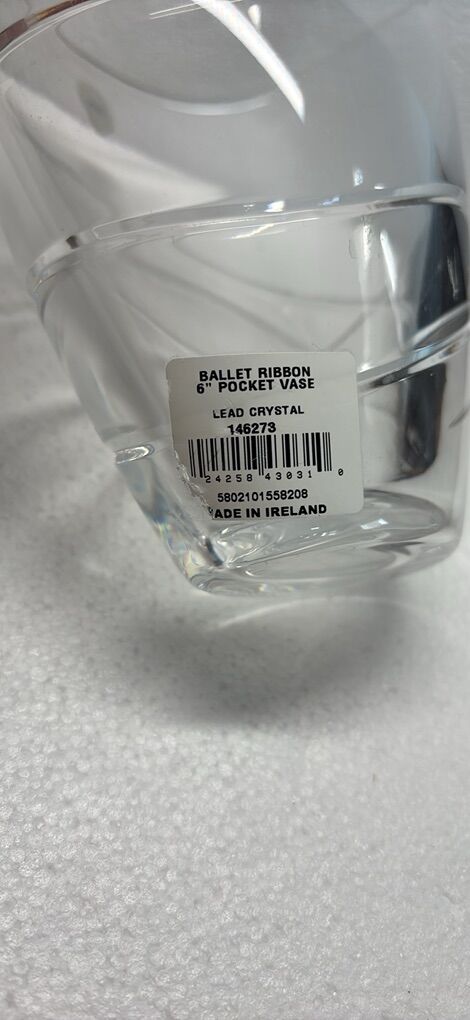 BALLET RIBBON
6" POCKET VASE
LEAD CRYSTAL
146273
24258 43031 0
5802101558208
ADE IN IRELAND